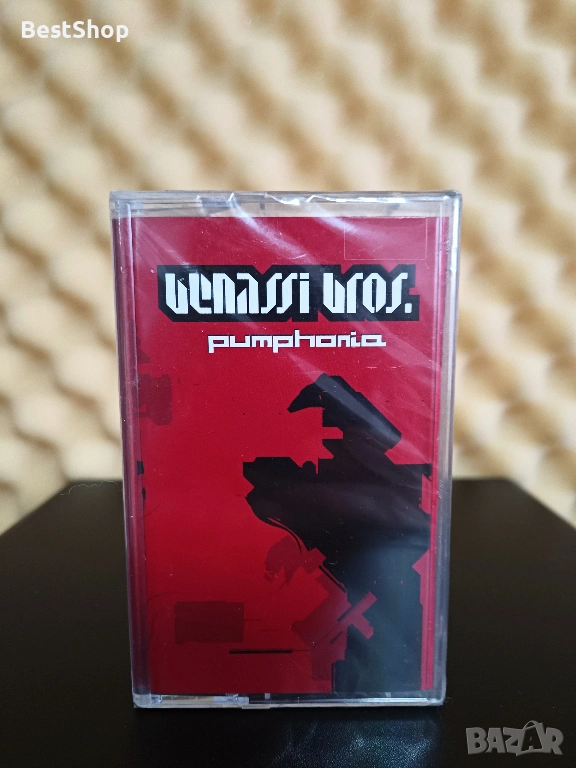 BestShop
benassi bros.
pumphonia
BAZAR